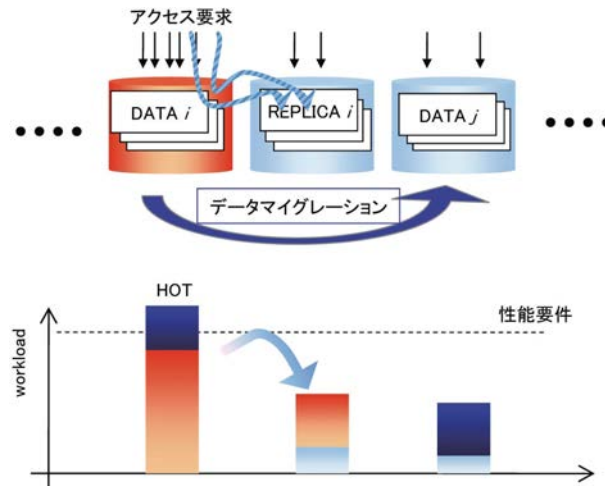 アクセス要求
DATA i
REPLICA i
DATA j
データマイグレーション
HOT
性能要件
workload